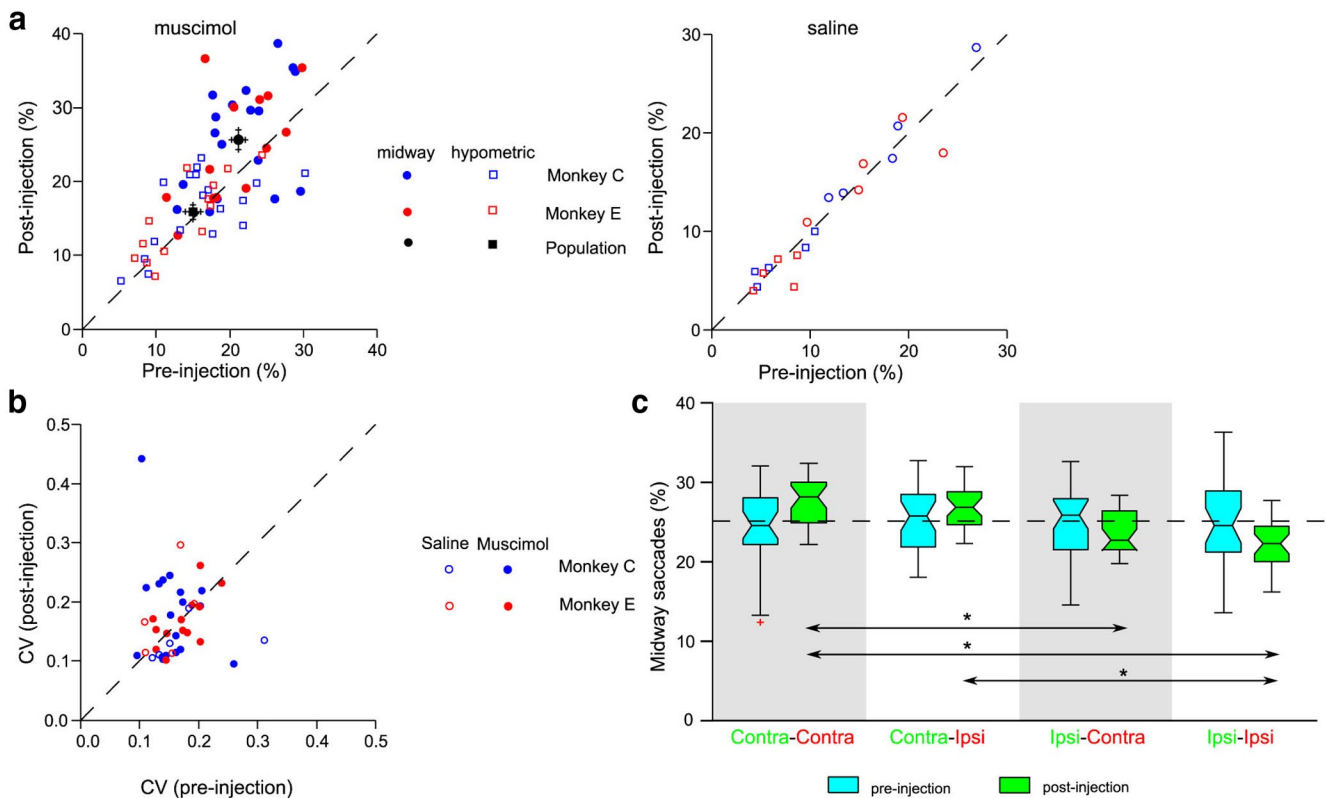 a
muscimol
saline
40
30
20
10
0
Post-injection (%)
0 10 20 30 40
Pre-injection (%)
midway hypometric
Monkey C
Monkey E
Population
30
20
10
0
Post-injection (%)
0 10 20 30
Pre-injection (%)
b
0.5
0.4
0.3
0.2
0.1
0.0
CV (post-injection)
0.0 0.1 0.2 0.3 0.4 0.5
CV (pre-injection)
Saline Muscimol
Monkey C
Monkey E
c
40
30
20
10
0
Midway saccades (%)
*
*
*
Contra-Contra Contra-Ipsi Ipsi-Contra Ipsi-Ipsi
pre-injection post-injection